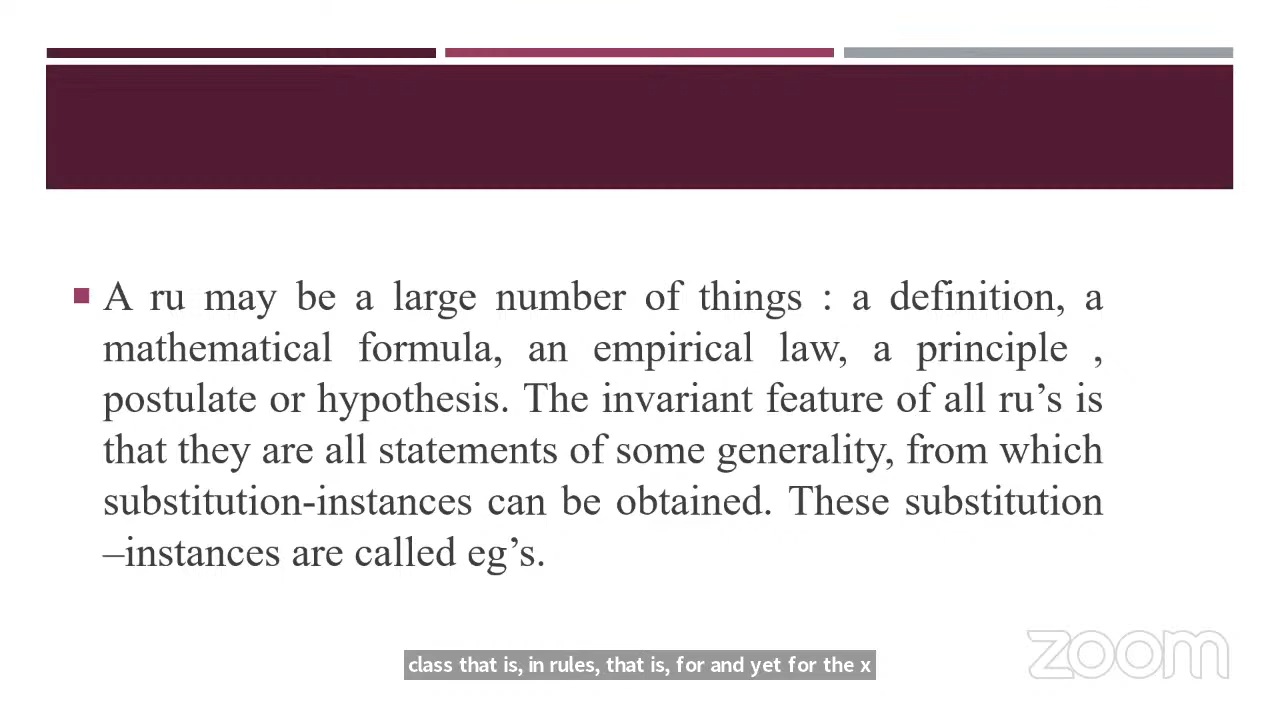 A ru may be a large number of things : a definition, a
mathematical formula, an empirical law, a principle ,
postulate or hypothesis. The invariant feature of all ru’s is
that they are all statements of some generality, from which
substitution-instances can be obtained. These substitution
–instances are called eg’s.
zoom
class that is, in rules, that is, for and yet for the x